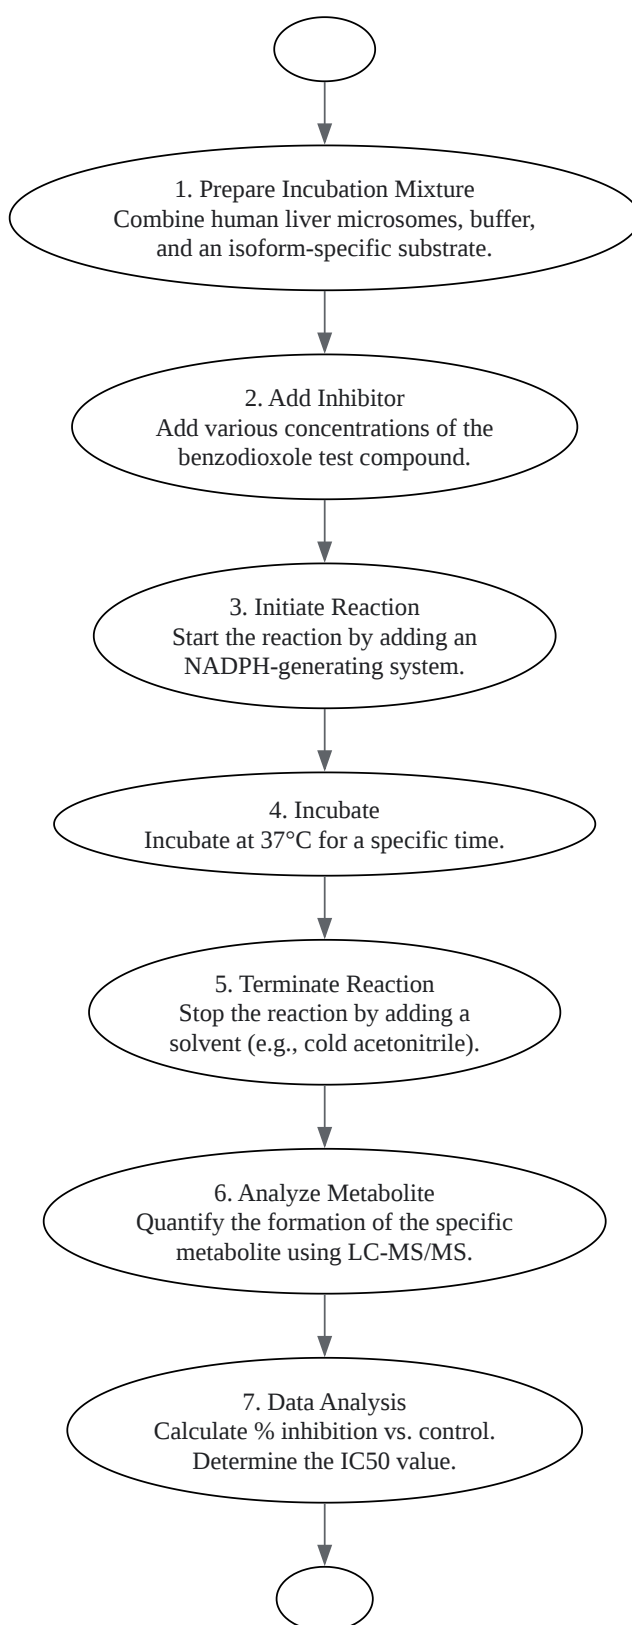 1. Prepare Incubation Mixture
Combine human liver microsomes, buffer,
and an isoform-specific substrate.
2. Add Inhibitor
Add various concentrations of the
benzodioxole test compound.
3. Initiate Reaction
Start the reaction by adding an
NADPH-generating system.
4. Incubate
Incubate at 37°C for a specific time.
5. Terminate Reaction
Stop the reaction by adding a
solvent (e.g., cold acetonitrile).
6. Analyze Metabolite
Quantify the formation of the specific
metabolite using LC-MS/MS.
7. Data Analysis
Calculate % inhibition vs. control.
Determine the IC50 value.